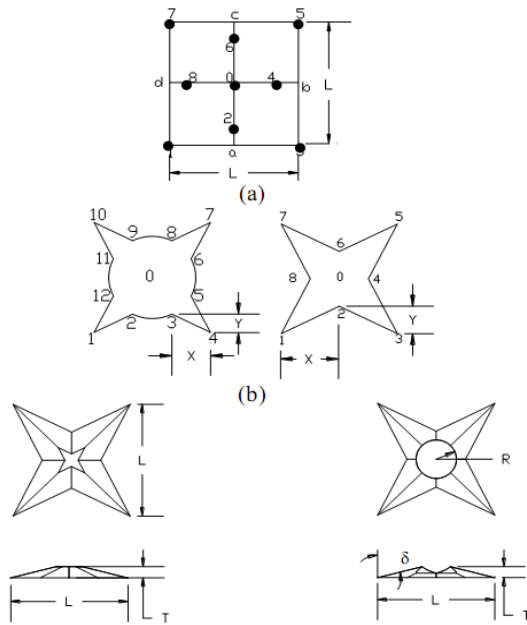 7 c 5
6
d 8 0 4 b L
2
1 a 3
L
(a)
10 9 8 7 7 5
11 6 6
0 8 0 4
12 5
2 3 Y 2 Y
1 4 1 3
X X
(b)
L R
δ
L T L T